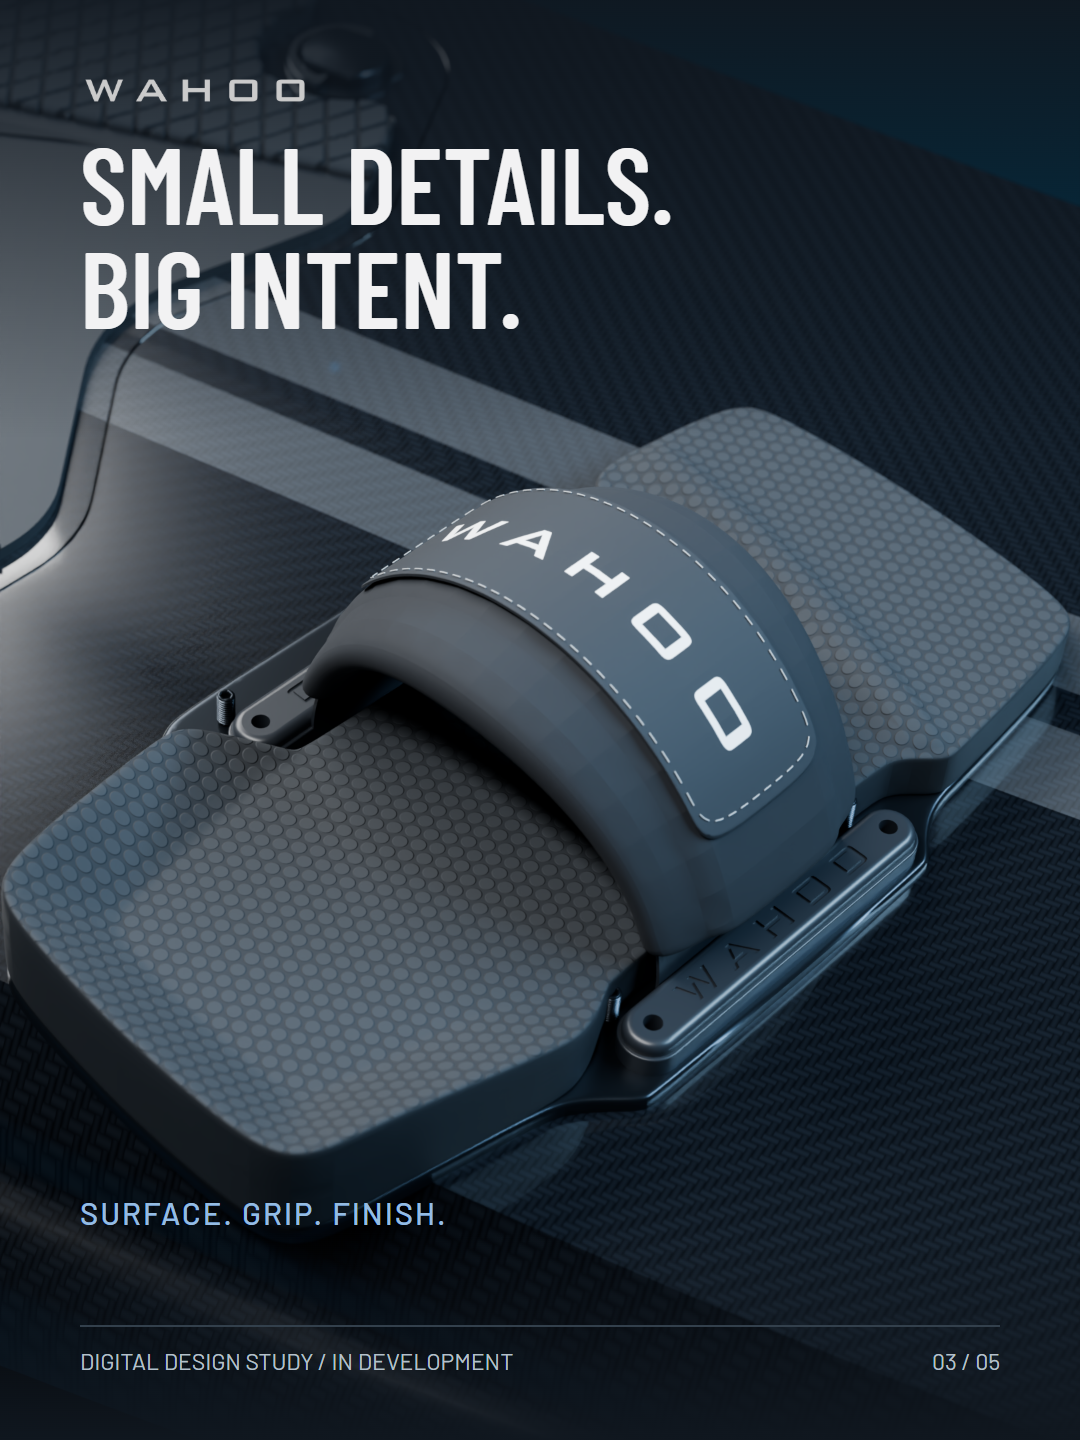 WAHOO
SMALL DETAILS.
BIG INTENT.
WAHOO
WAHOO
SURFACE. GRIP. FINISH.
DIGITAL DESIGN STUDY / IN DEVELOPMENT
03 / 05